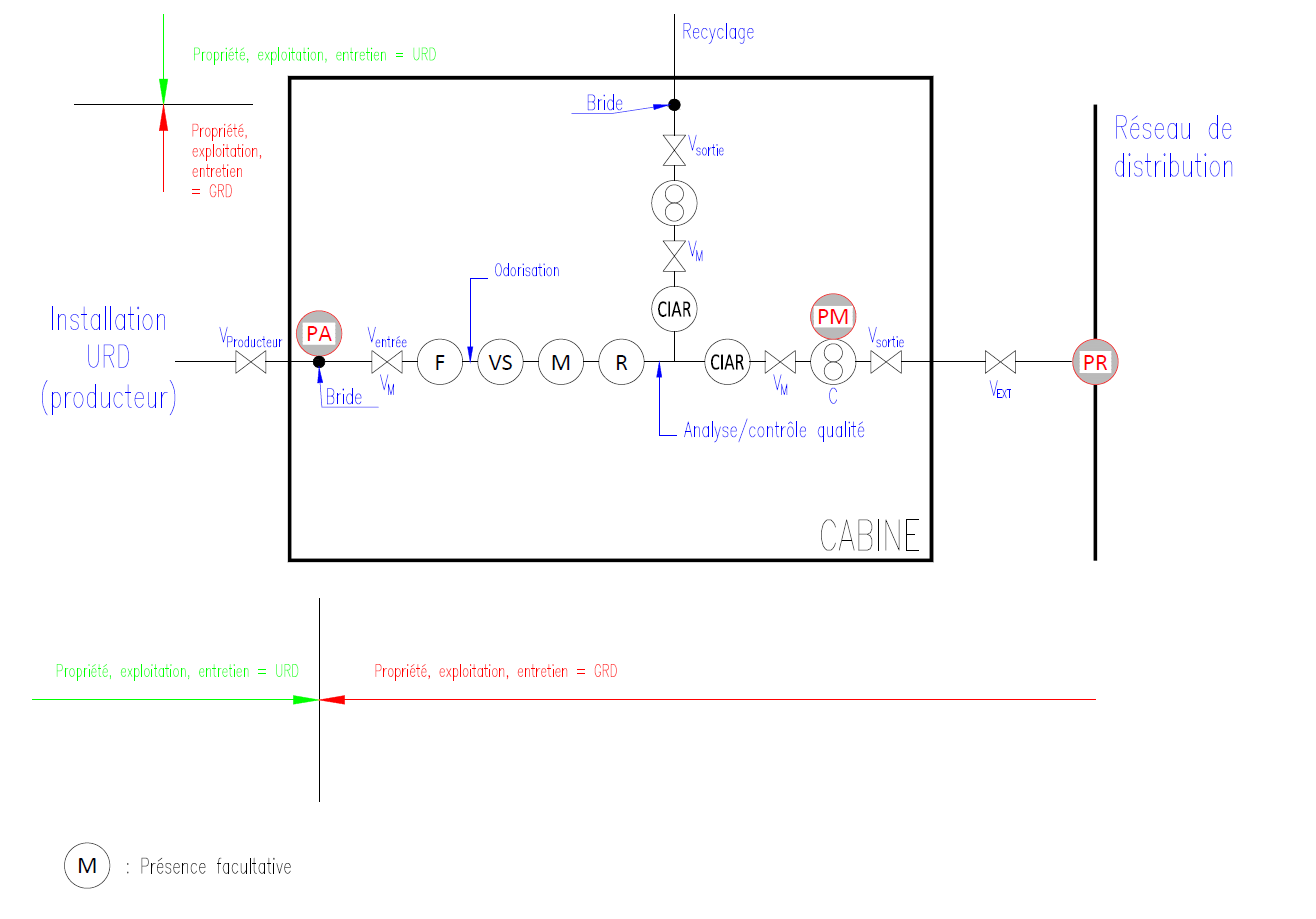 Recyclage
Propriété, exploitation, entretien = URD
Bride
Propriété,
exploitation,
entretien
= GRD
Réseau de
distribution
Vsortie
VM
Odorisation
CIAR
Installation
URD
(producteur)
VProducteur
PA
Ventrée
VM
Bride
F
VS
M
R
CIAR
VM
PM
C
Vsortie
VEXT
PR
Analyse/contrôle qualité
CABINE
Propriété, exploitation, entretien = URD
Propriété, exploitation, entretien = GRD
M : Présence facultative